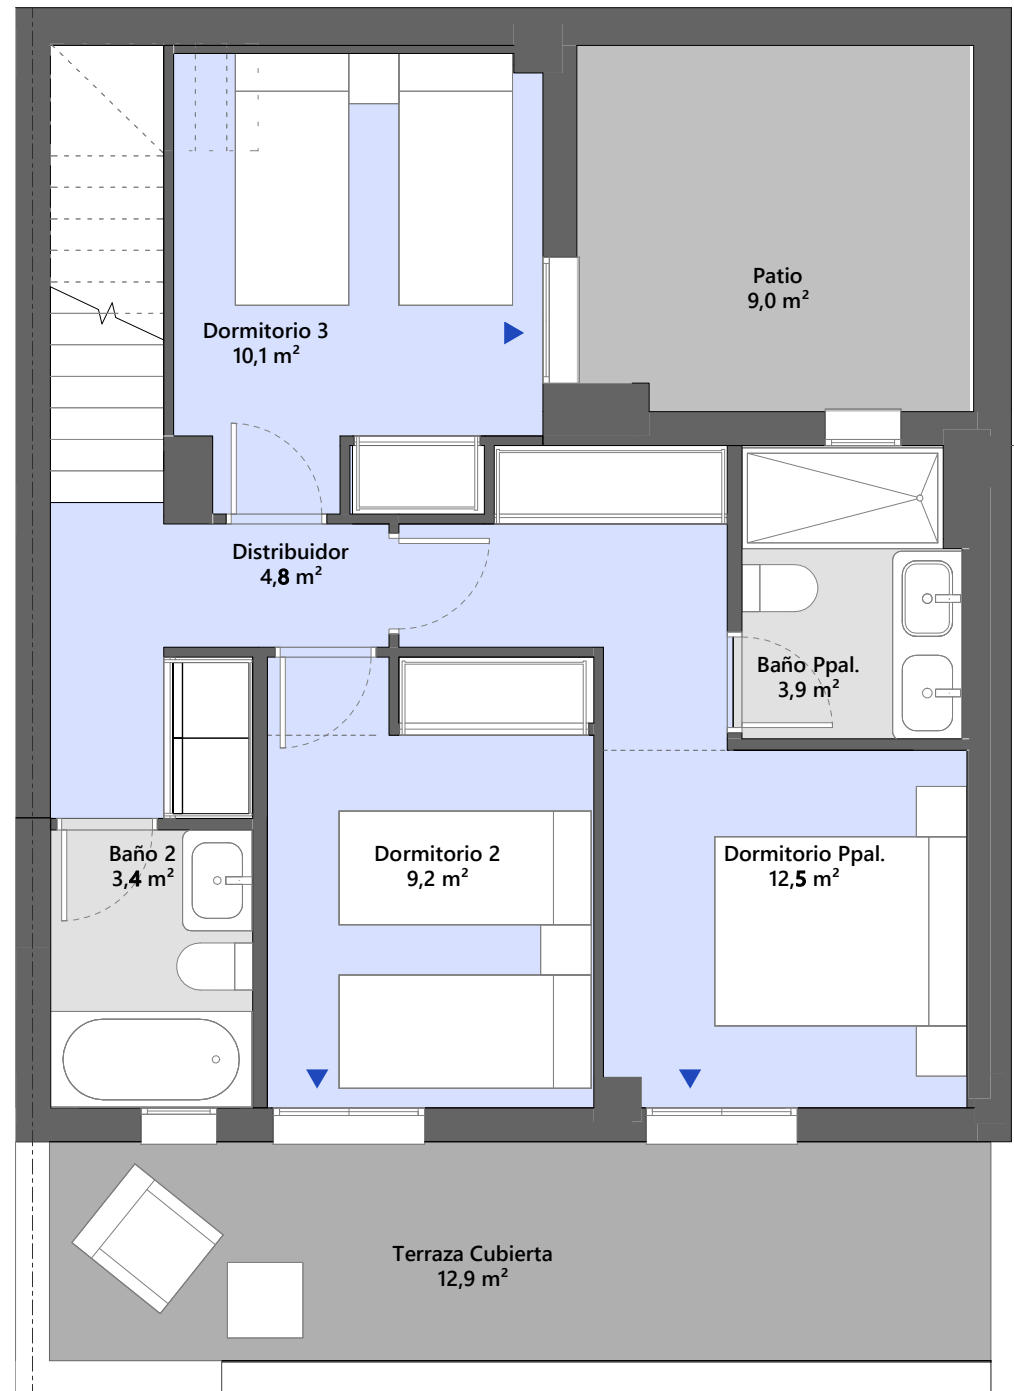 Patio
9,0 m²
Dormitorio 3
10,1 m²
Distribuidor
4,8 m²
Baño Ppal.
3,9 m²
Baño 2
3,4 m²
Dormitorio 2
9,2 m²
Dormitorio Ppal.
12,5 m²
Terraza Cubierta
12,9 m²